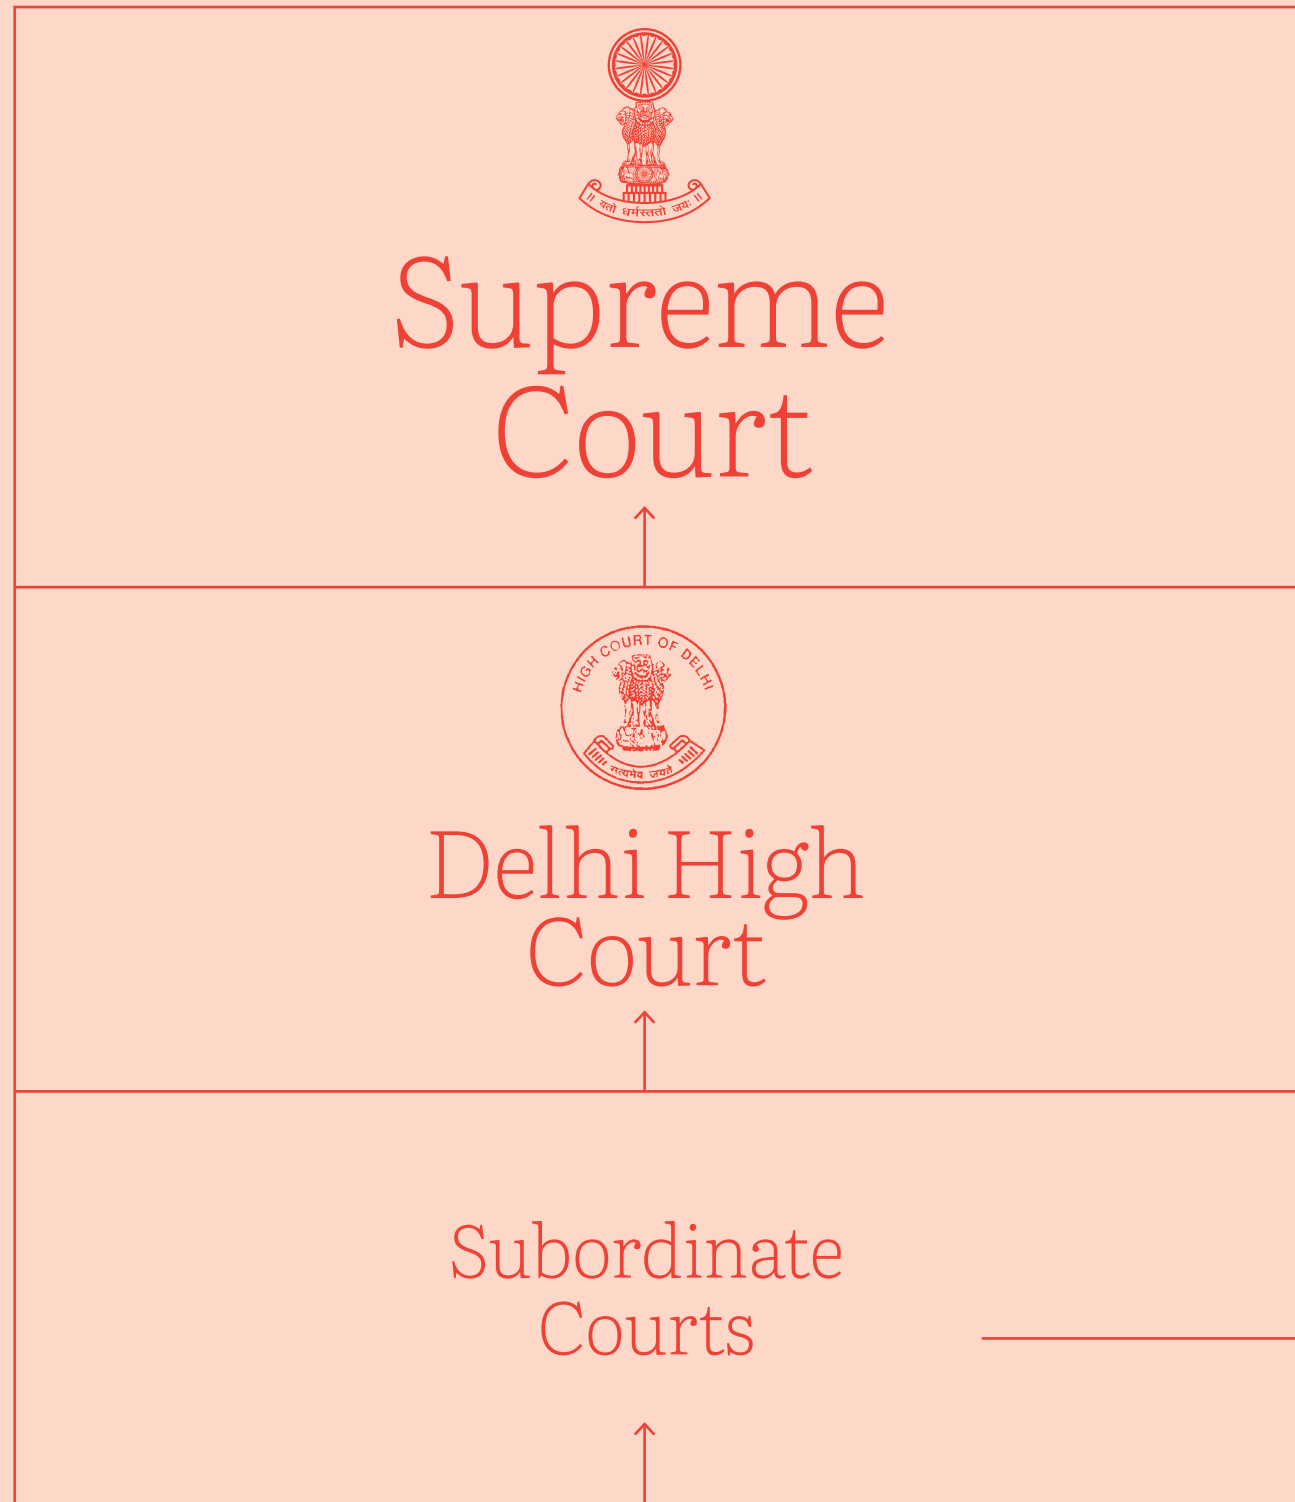 ॥ यतो धर्मस्ततो जयः ॥
Supreme
Court
HIGH COURT OF DELHI
सत्यमेव जयते
Delhi High
Court
Subordinate
Courts